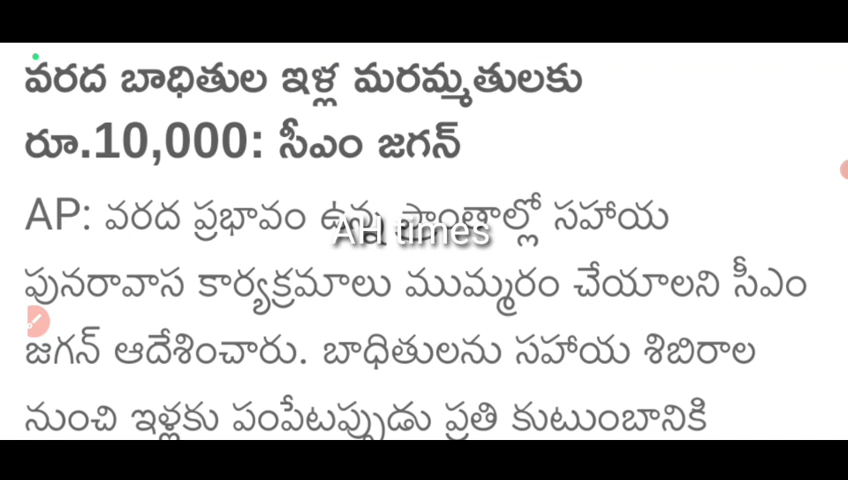 వరద బాధితుల ఇళ్ల మరమ్మతులకు
రూ.10,000: సీఎం జగన్
AP: వరద ప్రభావం ఉన్న ప్రాంతాల్లో సహాయ
AH times
పునరావాస కార్యక్రమాలు ముమ్మరం చేయాలని సీఎం
జగన్ ఆదేశించారు. బాధితులను సహాయ శిబిరాల
నుంచి ఇళ్లకు పంపేటప్పుడు ప్రతి కుటుంబానికి